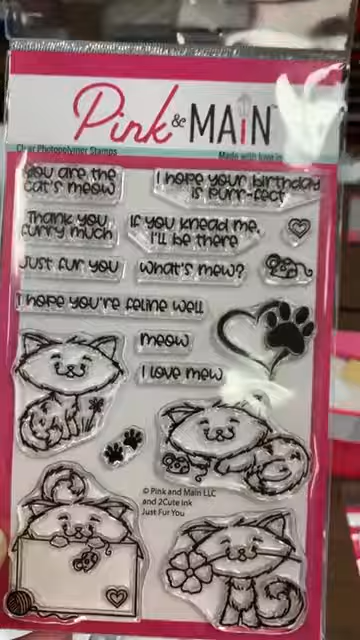 Pink & MAIN™
Clear Photopolymer Stamps
Made with love in
You are the
cat's meow
I hope your birthday
is purr-fect
Thank you
furry much
If you knead me,
I'll be there
Just fur you
What's mew?
I hope you're feline well
meow
I love mew
© Pink and Main LLC
and 2Cute Ink
Just Fur You